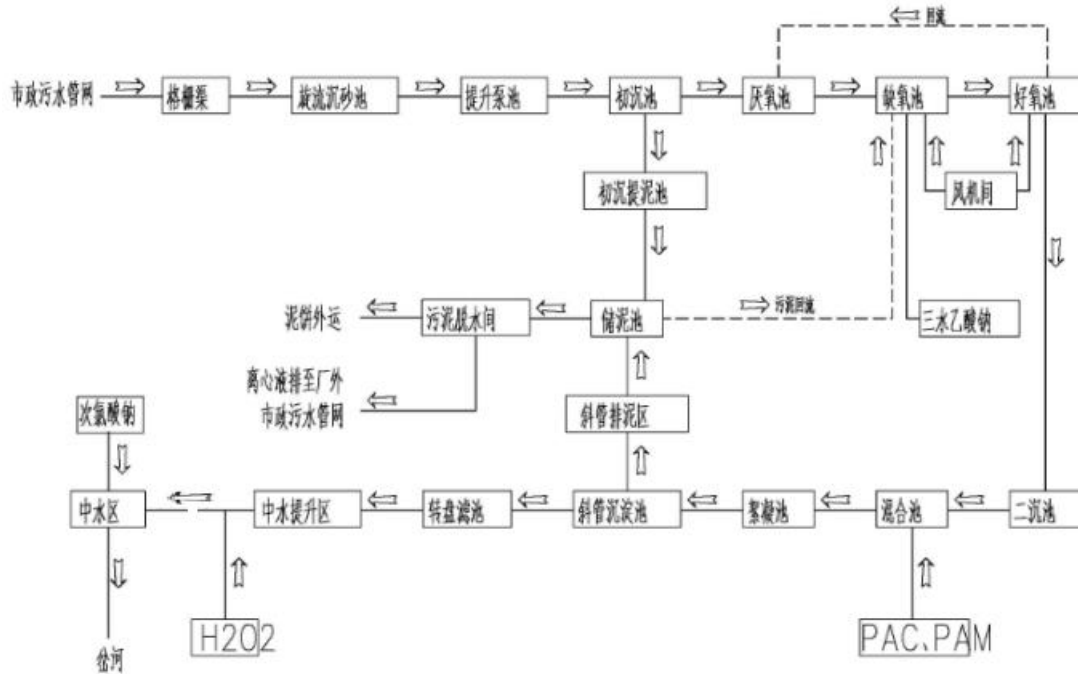 回流
市政污水管网
格栅渠
旋流沉砂池
提升泵池
初沉池
厌氧池
缺氧池
好氧池
初沉提泥池
风机间
泥饼外运
污泥脱水间
储泥池
污泥回流
三水乙酸钠
离心液排至厂外
市政污水管网
次氯酸钠
斜管排泥区
中水区
中水提升区
转盘滤池
斜管沉淀池
絮凝池
混合池
二沉池
H2O2
PAC、PAM
岔河